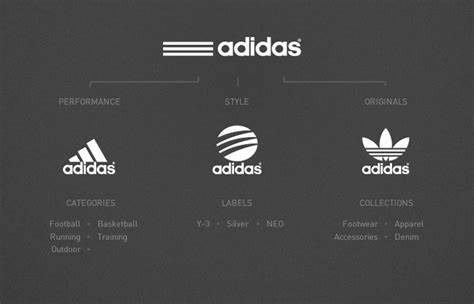 adidas®
PERFORMANCE STYLE ORIGINALS
adidas® adidas® adidas®
CATEGORIES LABELS COLLECTIONS
Football • Basketball Y-3 • Silver • NEO Footwear • Apparel
Running • Training Accessories • Denim
Outdoor •